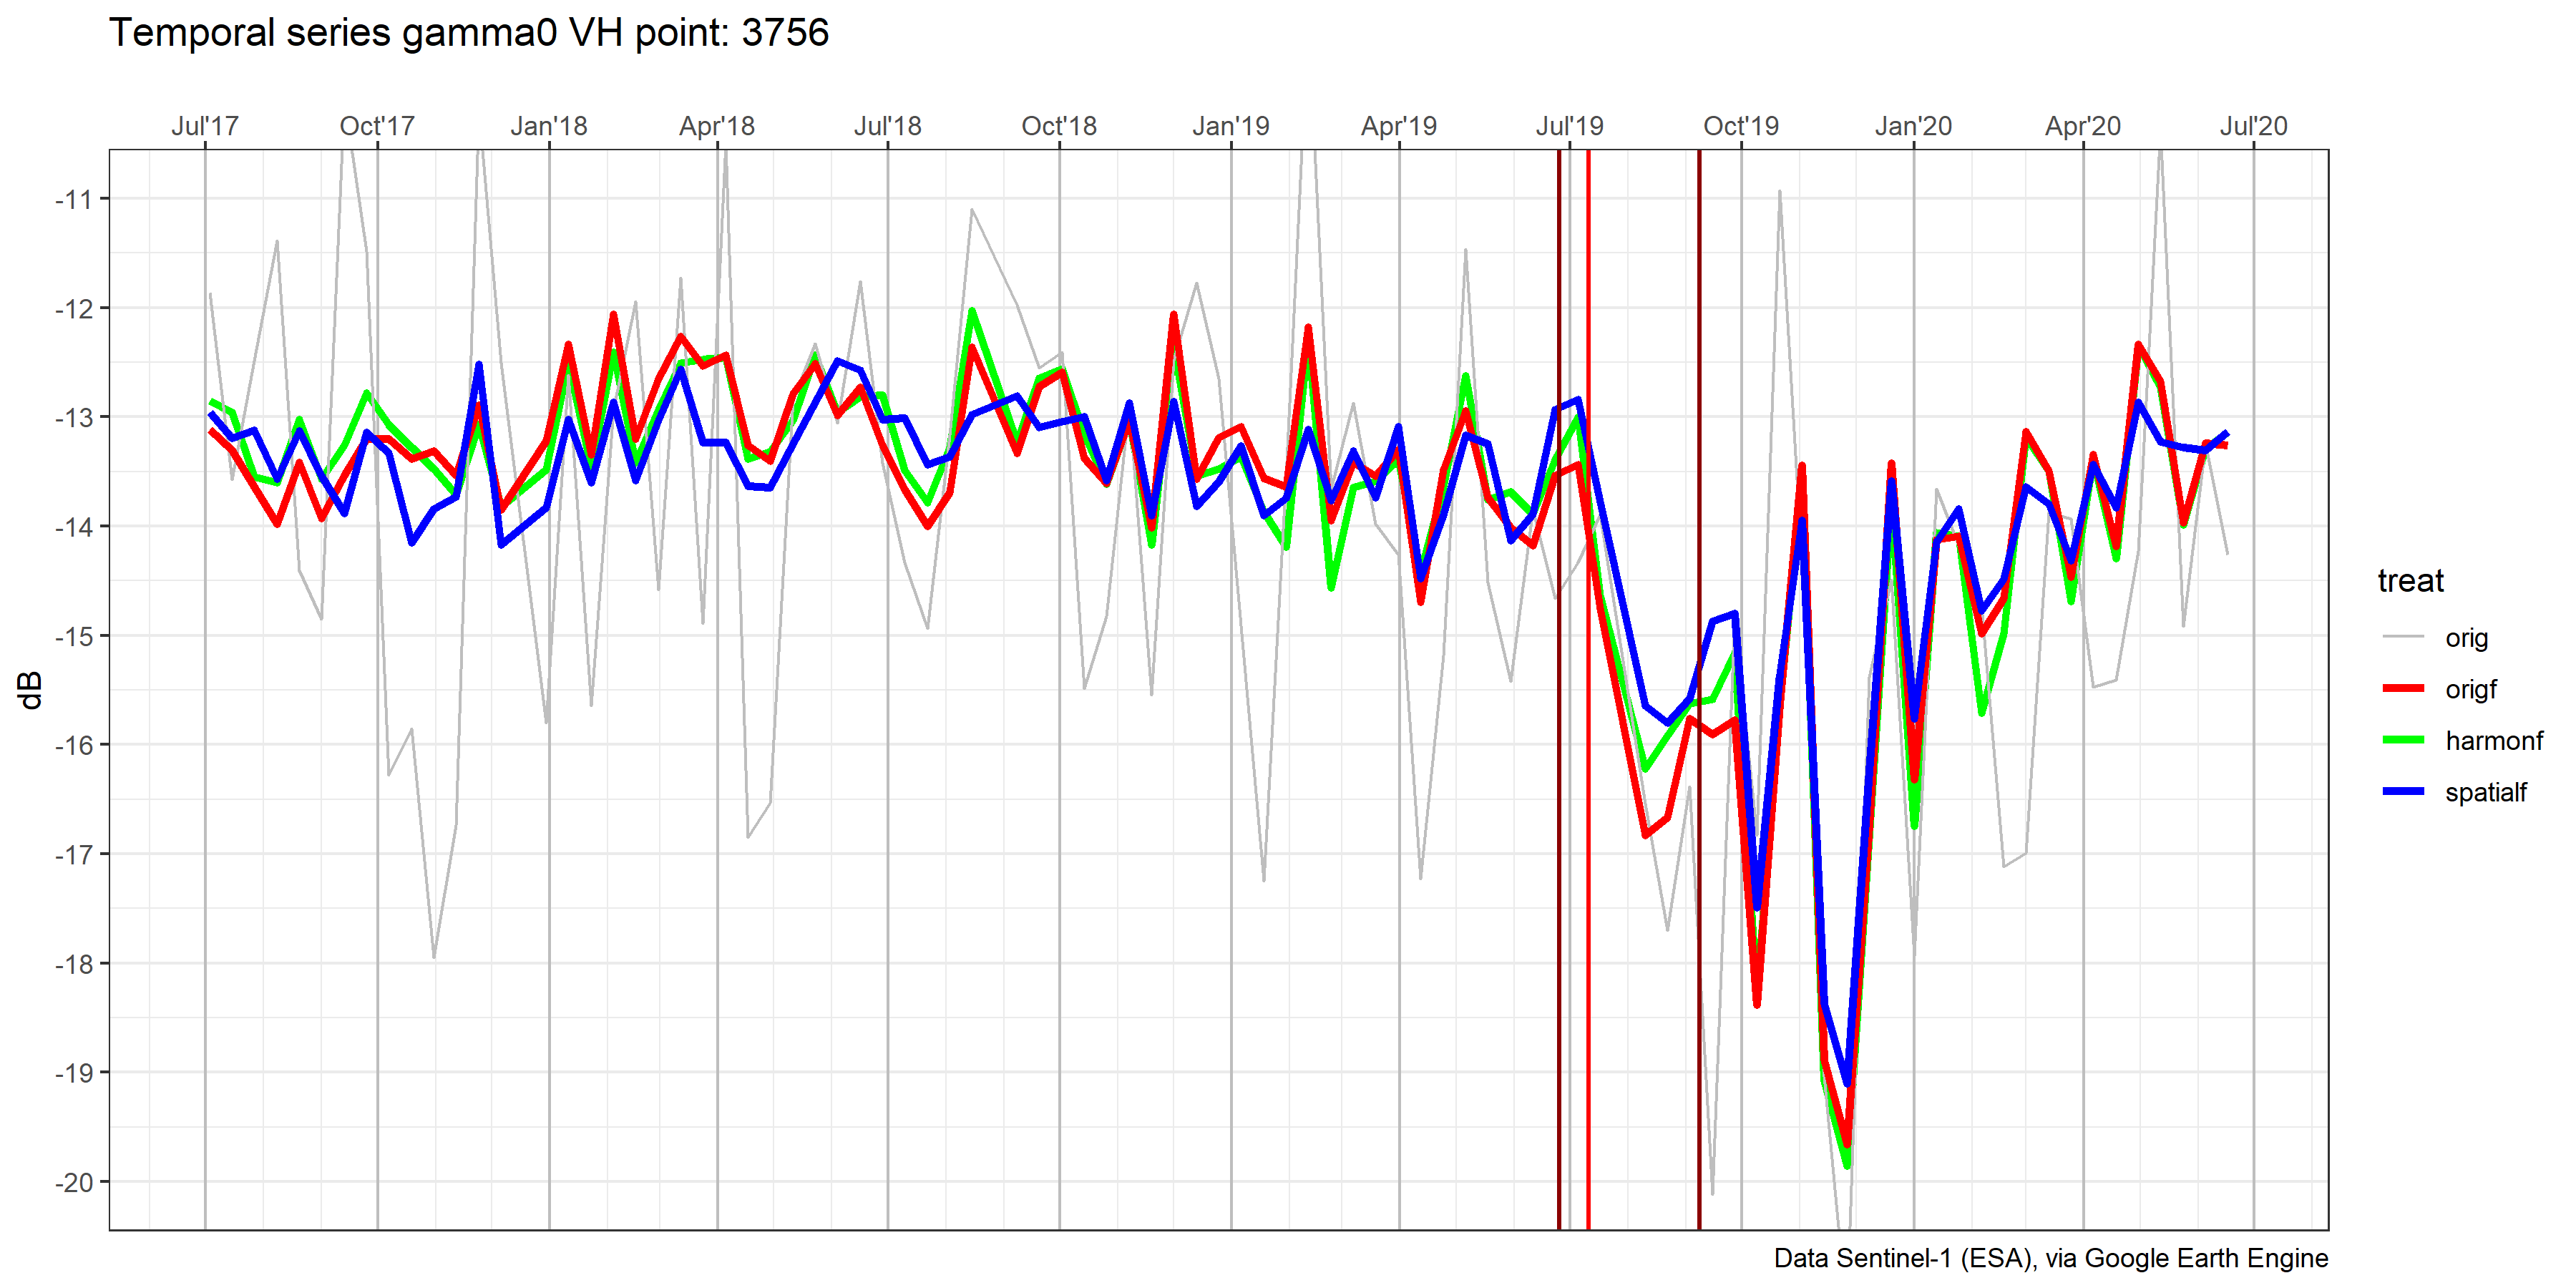 Temporal series gamma0 VH point: 3756
Jul'17 Oct'17 Jan'18 Apr'18 Jul'18 Oct'18 Jan'19 Apr'19 Jul'19 Oct'19 Jan'20 Apr'20 Jul'20
-11
-12
-13
-14
-15
-16
-17
-18
-19
-20
dB
treat
orig
origf
harmonf
spatialf
Data Sentinel-1 (ESA), via Google Earth Engine